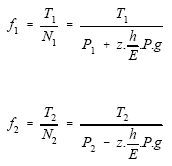 f₁ = T₁/N₁ = T₁/(P₁ + z.h/E.P.g)
f₂ = T₂/N₂ = T₂/(P₂ − z.h/E.P.g)